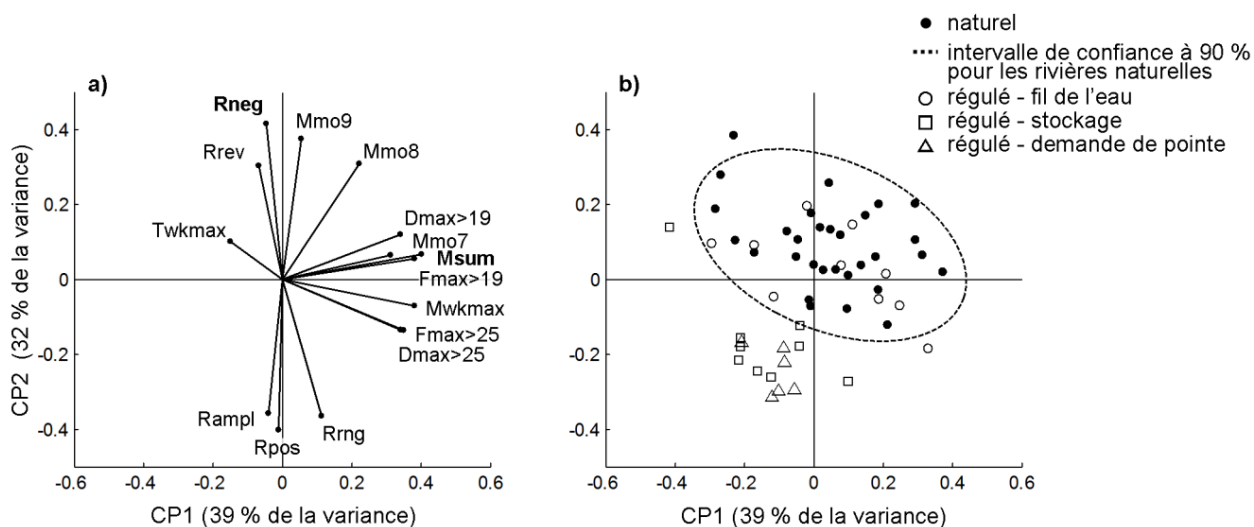 naturel
intervalle de confiance à 90 %
pour les rivières naturelles
régulé - fil de l'eau
régulé - stockage
régulé - demande de pointe
a)
CP2 (32 % de la variance)
0.4
0.2
0
-0.2
-0.4
Rneg
Mmo9
Rrev
Mmo8
Dmax>19
Twkmax
Mmo7
Msum
Fmax>19
Mwkmax
Fmax>25
Dmax>25
Rampl
Rrng
Rpos
-0.6 -0.4 -0.2 0 0.2 0.4 0.6
CP1 (39 % de la variance)
b)
0.4
0.2
0
-0.2
-0.4
-0.6 -0.4 -0.2 0 0.2 0.4 0.6
CP1 (39 % de la variance)